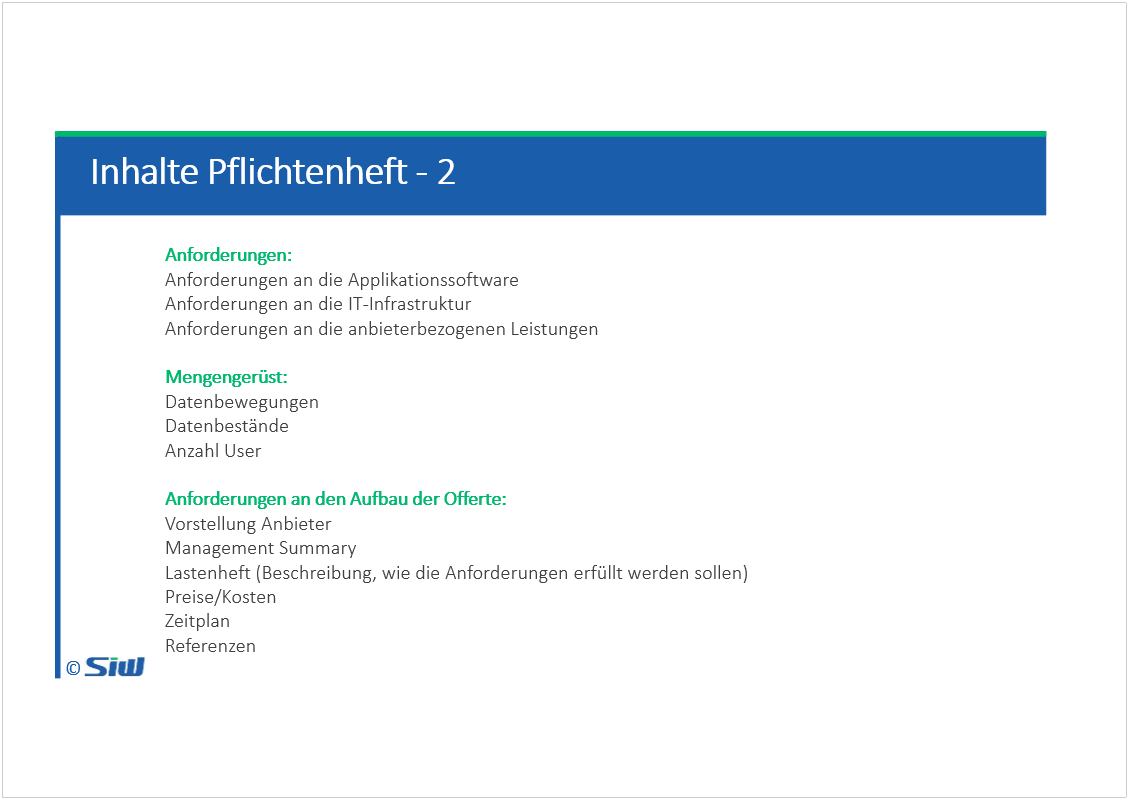 Inhalte Pflichtenheft - 2
Anforderungen:
Anforderungen an die Applikationssoftware
Anforderungen an die IT-Infrastruktur
Anforderungen an die anbieterbezogenen Leistungen
Mengengerüst:
Datenbewegungen
Datenbestände
Anzahl User
Anforderungen an den Aufbau der Offerte:
Vorstellung Anbieter
Management Summary
Lastenheft (Beschreibung, wie die Anforderungen erfüllt werden sollen)
Preise/Kosten
Zeitplan
Referenzen
© SIW